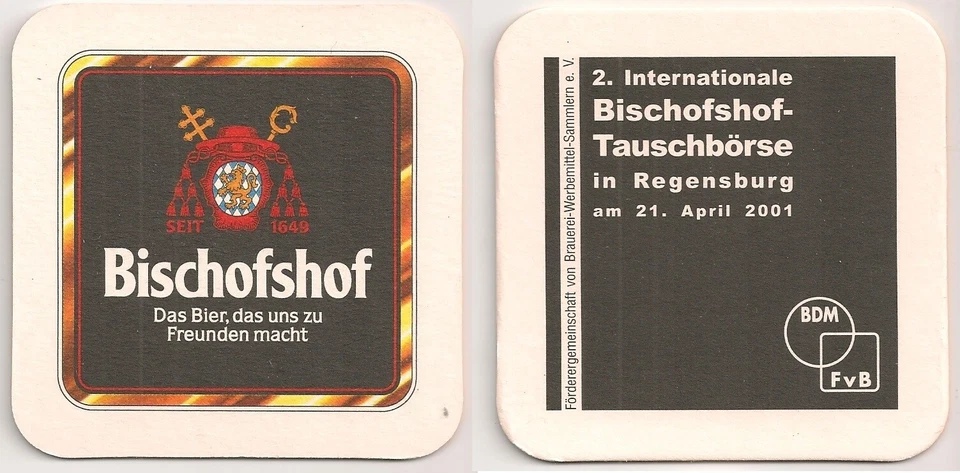 SEIT 1649
Bischofshof
Das Bier, das uns zu
Freunden macht
Förderergemeinschaft von Brauerei-Werbemittel-Sammlern e. V.
2. Internationale
Bischofshof-
Tauschbörse
in Regensburg
am 21. April 2001
BDM
FvB